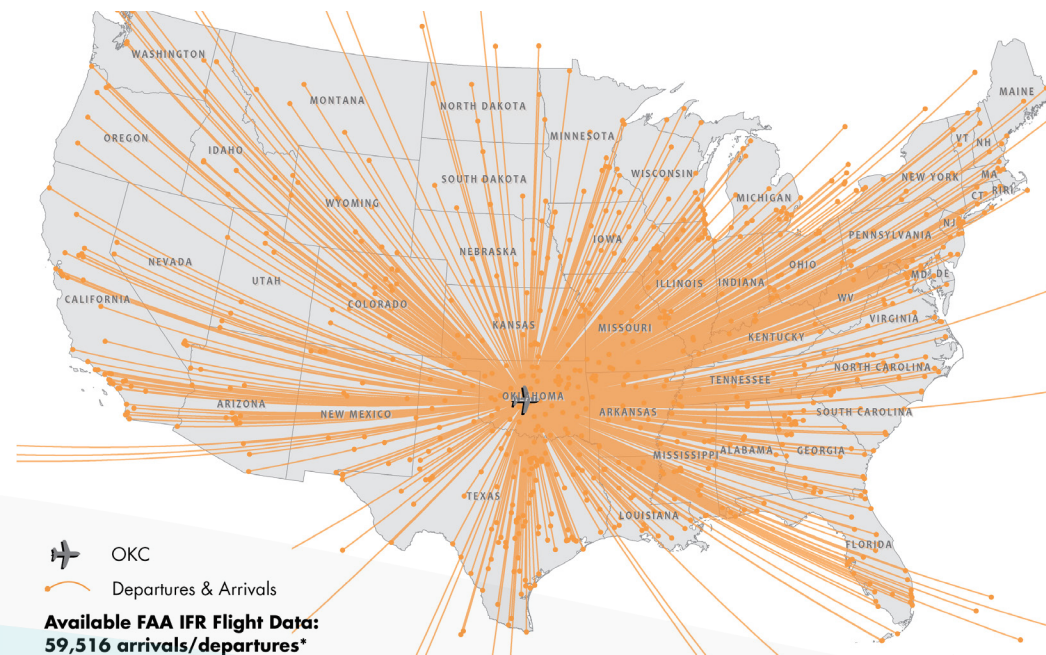 WASHINGTON
MAINE
MONTANA
NORTH DAKOTA
OREGON
MINNESOTA
VT
NH
IDAHO
WISCONSIN
NEW YORK
MA
SOUTH DAKOTA
CT
RIRI
MICHIGAN
WYOMING
NJ
PENNSYLVANIA
IOWA
NEBRASKA
NEVADA
OHIO
MD
DE
UTAH
ILLINOIS
INDIANA
CALIFORNIA
COLORADO
WV
VIRGINIA
KANSAS
MISSOURI
KENTUCKY
NORTH CAROLINA
TENNESSEE
OKLAHOMA
ARIZONA
NEW MEXICO
ARKANSAS
SOUTH CAROLINA
MISSISSIPPI
ALABAMA
GEORGIA
TEXAS
LOUISIANA
FLORIDA
OKC
Departures & Arrivals
Available FAA IFR Flight Data:
59,516 arrivals/departures*